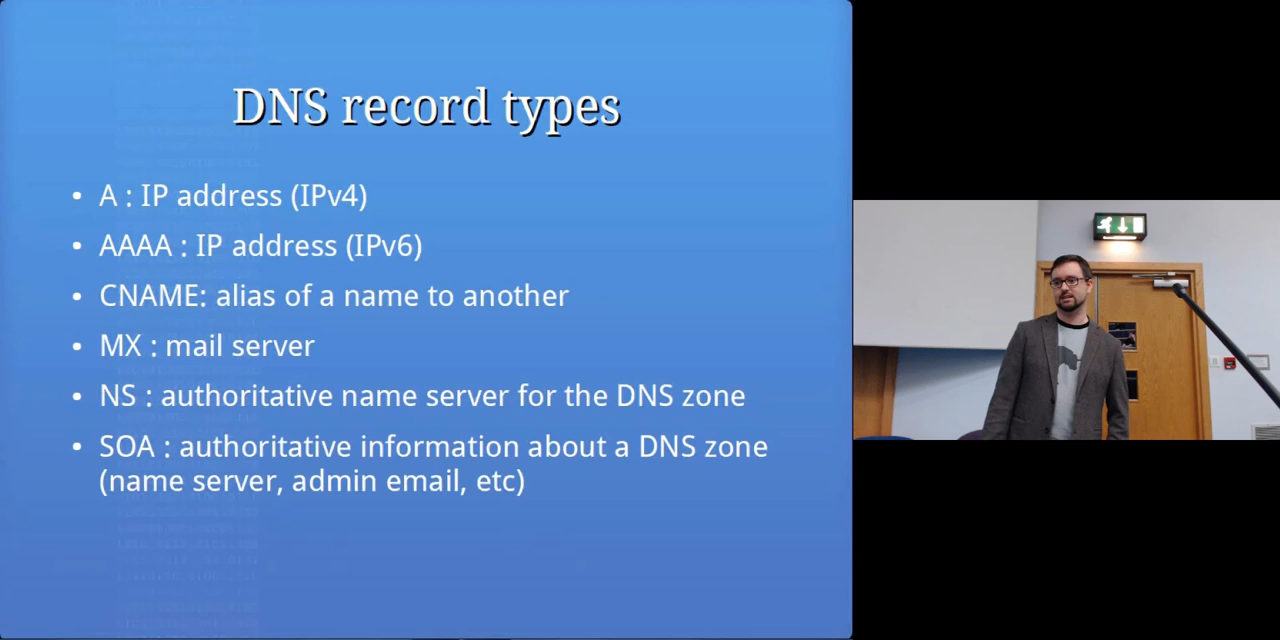 DNS record types
• A : IP address (IPv4)
• AAAA : IP address (IPv6)
• CNAME: alias of a name to another
• MX : mail server
• NS : authoritative name server for the DNS zone
• SOA : authoritative information about a DNS zone
(name server, admin email, etc)